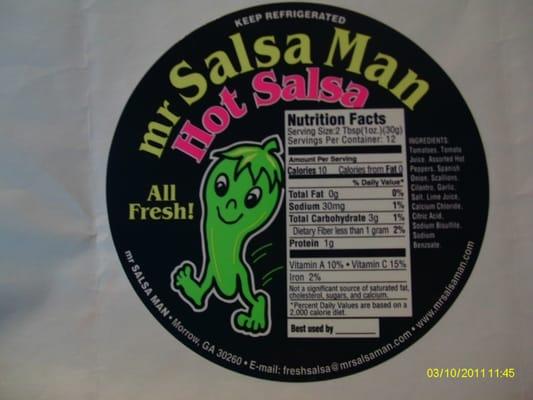 KEEP REFRIGERATED
mr Salsa Man
Hot Salsa
All
Fresh!
Nutrition Facts
Serving Size:2 Tbsp(1oz.)(30g)
Servings Per Container: 12
Amount Per Serving
Calories 10 Calories from Fat 0
% Daily Value*
Total Fat 0g 0%
Sodium 30mg 1%
Total Carbohydrate 3g 1%
Dietary Fiber less than 1 gram 2%
Protein 1g
Vitamin A 10% • Vitamin C 15%
Iron 2%
Not a significant source of saturated fat,
cholesterol, sugars, and calcium.
*Percent Daily Values are based on a
2,000 calorie diet.
Best used by
INGREDIENTS:
Tomatoes, Tomato
Juice, Assorted Hot
Peppers, Spanish
Onion, Scallions,
Cilantro, Garlic,
Salt, Lime Juice,
Calcium Chloride,
Citric Acid,
Sodium Bisulfite,
Sodium
Benzoate.
mr SALSA MAN • Morrow, GA 30260 • E-mail: freshsalsa@mrsalsaman.com • www.mrsalsaman.com
03/10/2011 11:45